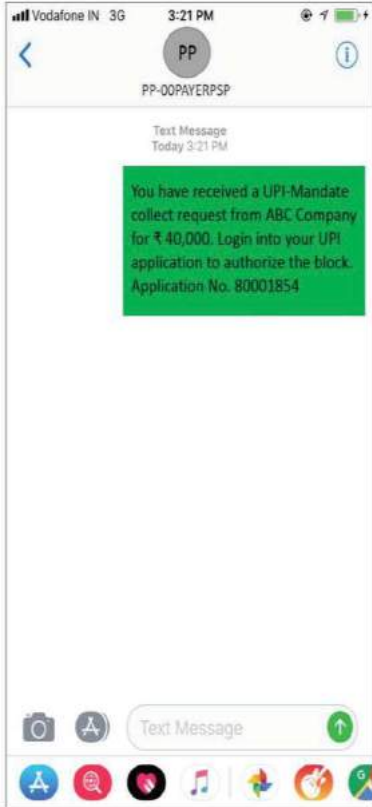 Vodafone IN 3G 3:21 PM
PP
PP-OOPAYERPSP
Text Message
Today 3:21 PM
You have received a UPI-Mandate
collect request from ABC Company
for ₹ 40,000. Login into your UPI
application to authorize the block.
Application No. 80001854
Text Message